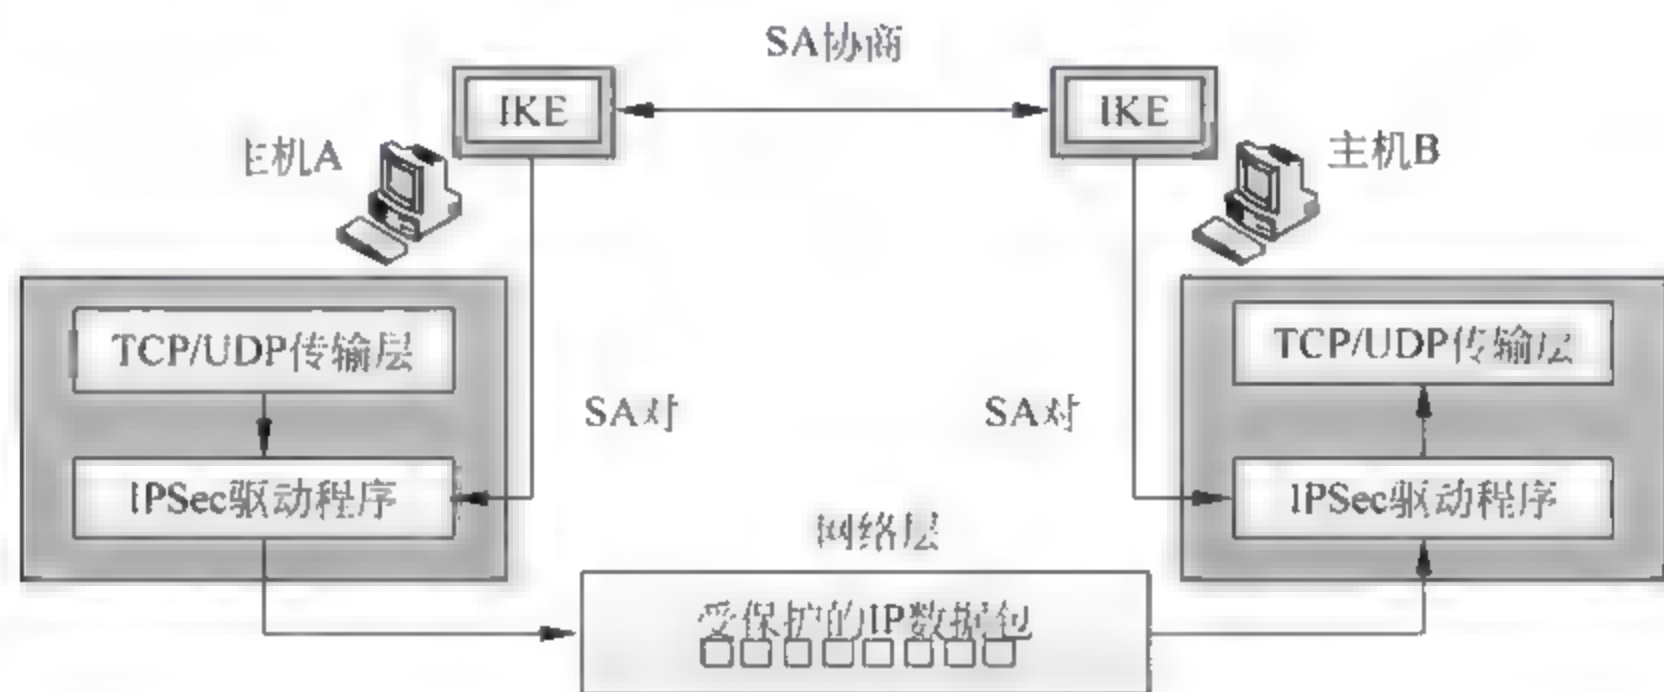 SA协商
IKE
IKE
主机A
主机B
TCP/UDP传输层
TCP/UDP传输层
SA对
SA对
IPSec驱动程序
IPSec驱动程序
网络层
受保护的IP数据包